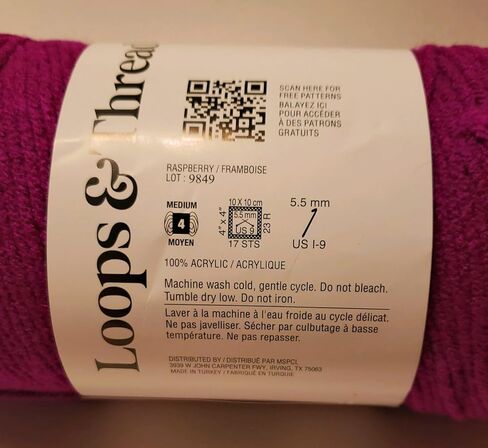 Loops & Threa
SCAN HERE FOR
FREE PATTERNS
BALAYEZ ICI
POUR ACCÉDER
À DES PATRONS
GRATUITS
RASPBERRY / FRAMBOISE
LOT : 9849
MEDIUM
4
MOYEN
10 X 10 cm
4" x 4"
5.5 mm
US 9
23 R
17 STS
5.5 mm
US I-9
100% ACRYLIC / ACRYLIQUE
Machine wash cold, gentle cycle. Do not bleach.
Tumble dry low. Do not iron.
Laver à la machine à l'eau froide au cycle délicat.
Ne pas javelliser. Sécher par culbutage à basse
température. Ne pas repasser.
DISTRIBUTED BY / DISTRIBUÉ PAR MSPCL
3939 W JOHN CARPENTER FWY, IRVING, TX 75063
MADE IN TURKEY / FABRIQUÉ EN TURQUIE